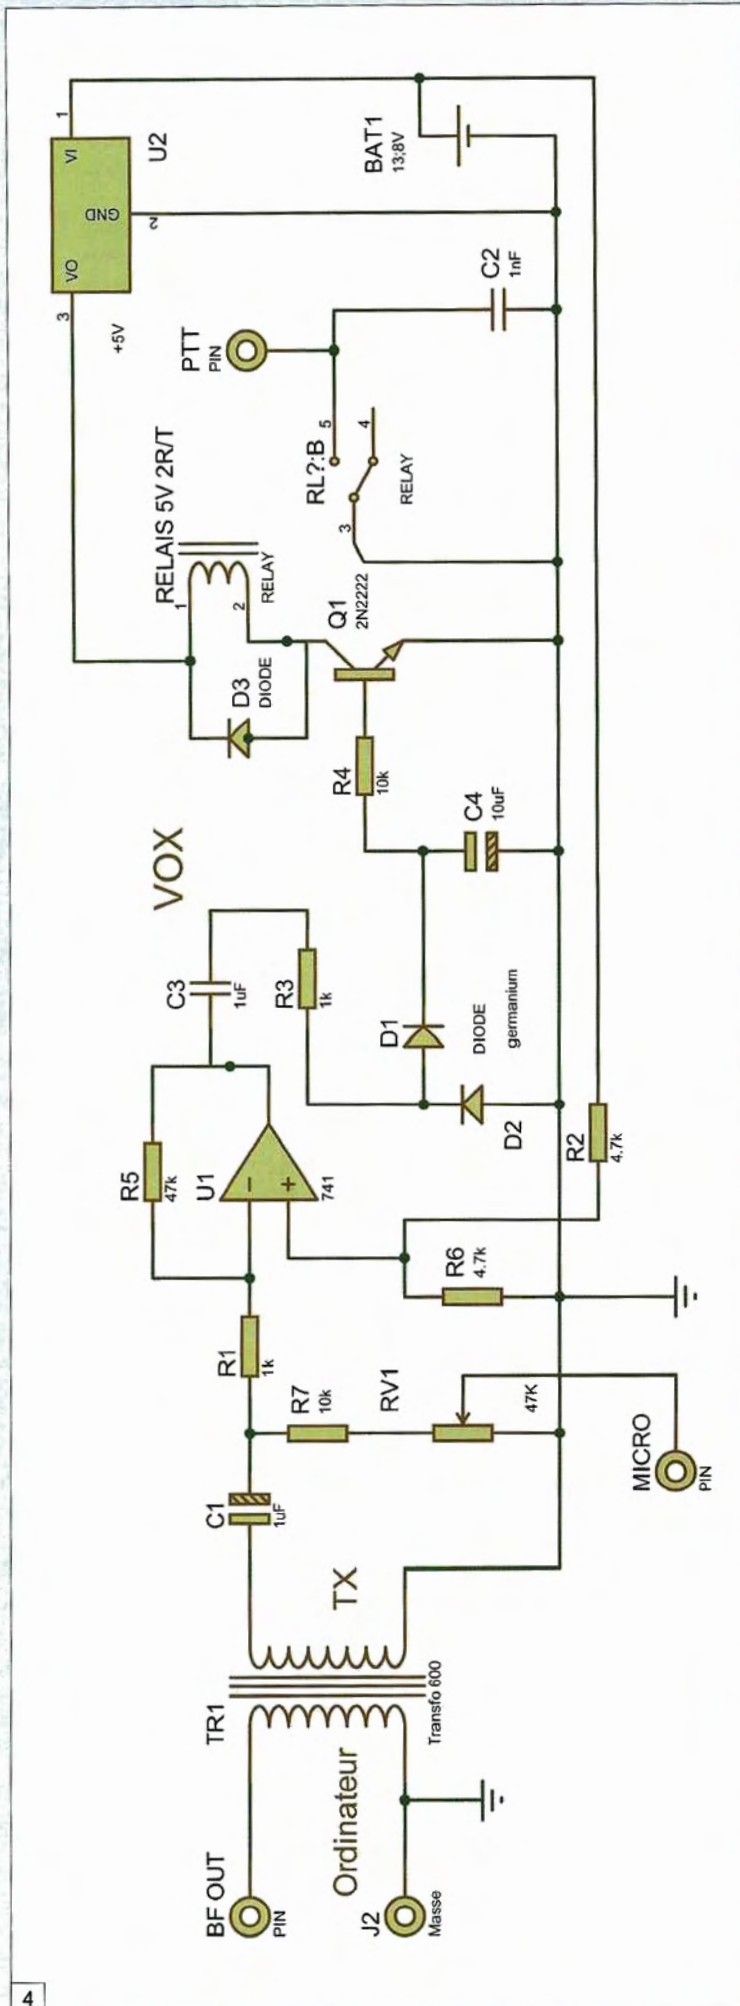 BF OUT
PIN
J2
Masse
Ordinateur
TR1
Transfo 600
TX
C1
1uF
R7
10k
RV1
47K
MICRO
PIN
R1
1k
R5
47k
U1
741
R6
4.7k
R2
4.7k
C3
1uF
R3
1k
D1
DIODE
germanium
D2
VOX
R4
10k
C4
10uF
D3
DIODE
Q1
2N2222
RELAIS 5V 2R/T
1
2
RELAY
RL?:B
3
4
5
RELAY
PTT
PIN
C2
1nF
+5V
3
VO
GND
2
VI
1
U2
BAT1
13;8V
4